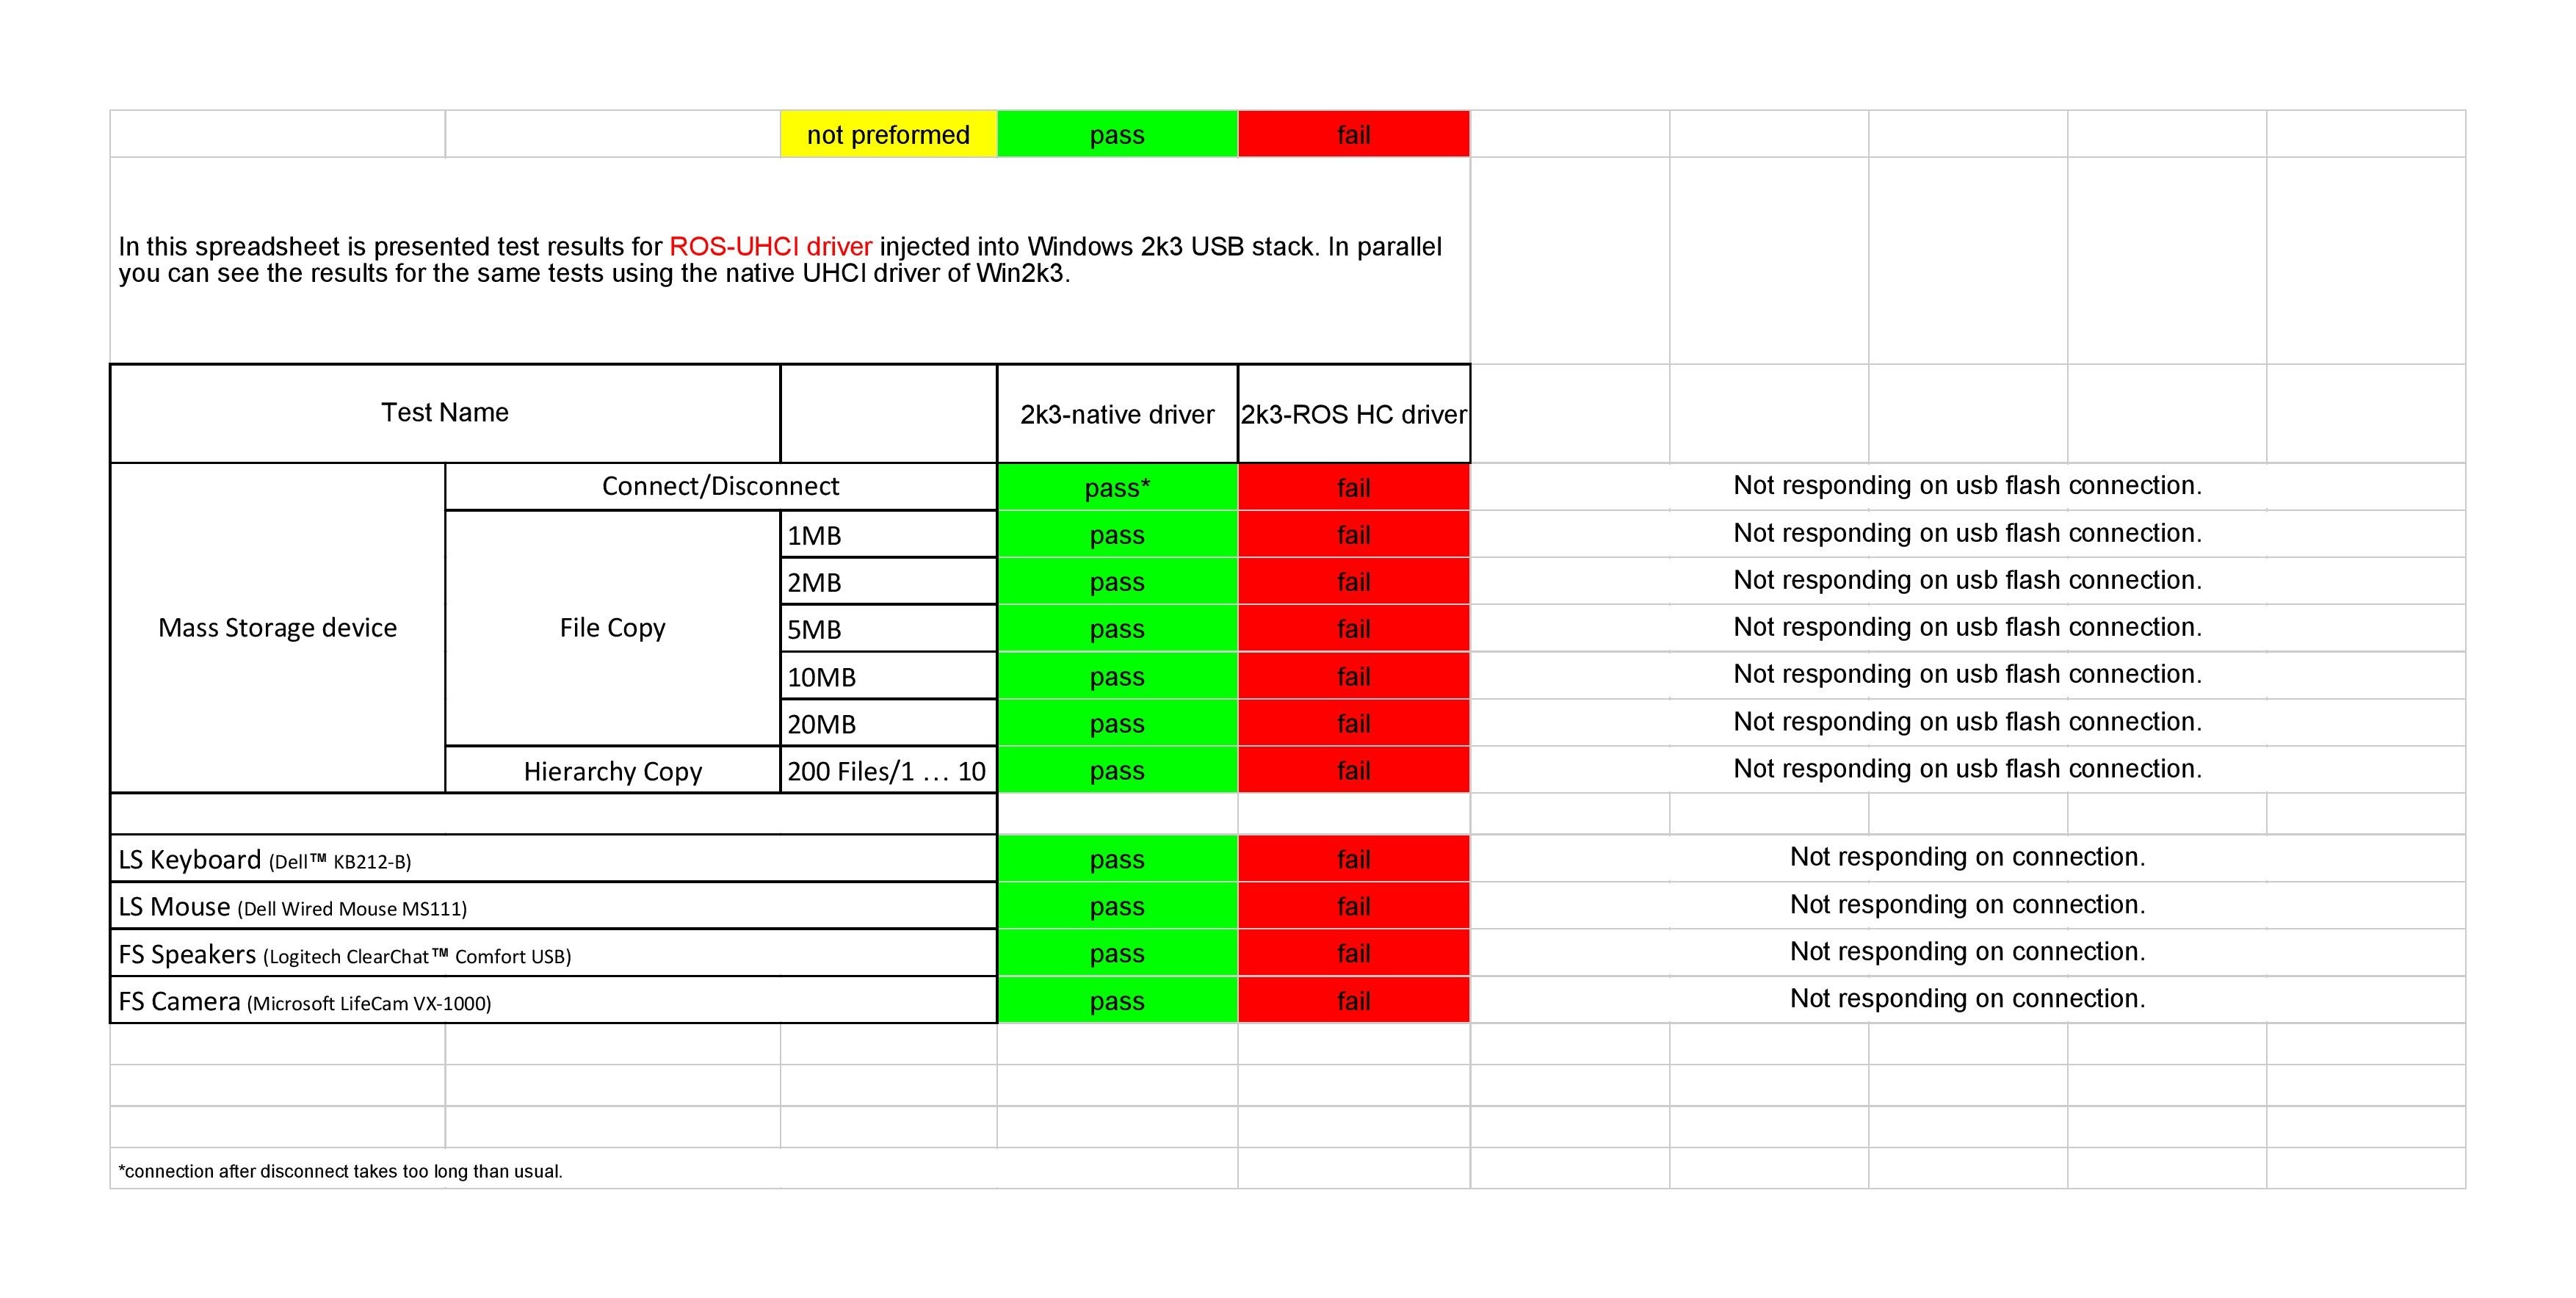 not preformed pass fail
In this spreadsheet is presented test results for ROS-UHCI driver injected into Windows 2k3 USB stack. In parallel
you can see the results for the same tests using the native UHCI driver of Win2k3.
Test Name 2k3-native driver 2k3-ROS HC driver
Mass Storage device
Connect/Disconnect pass* fail Not responding on usb flash connection.
File Copy
1MB pass fail Not responding on usb flash connection.
2MB pass fail Not responding on usb flash connection.
5MB pass fail Not responding on usb flash connection.
10MB pass fail Not responding on usb flash connection.
20MB pass fail Not responding on usb flash connection.
Hierarchy Copy 200 Files/1 … 10 pass fail Not responding on usb flash connection.
LS Keyboard (Dell™ KB212-B) pass fail Not responding on connection.
LS Mouse (Dell Wired Mouse MS111) pass fail Not responding on connection.
FS Speakers (Logitech ClearChat™ Comfort USB) pass fail Not responding on connection.
FS Camera (Microsoft LifeCam VX-1000) pass fail Not responding on connection.
*connection after disconnect takes too long than usual.